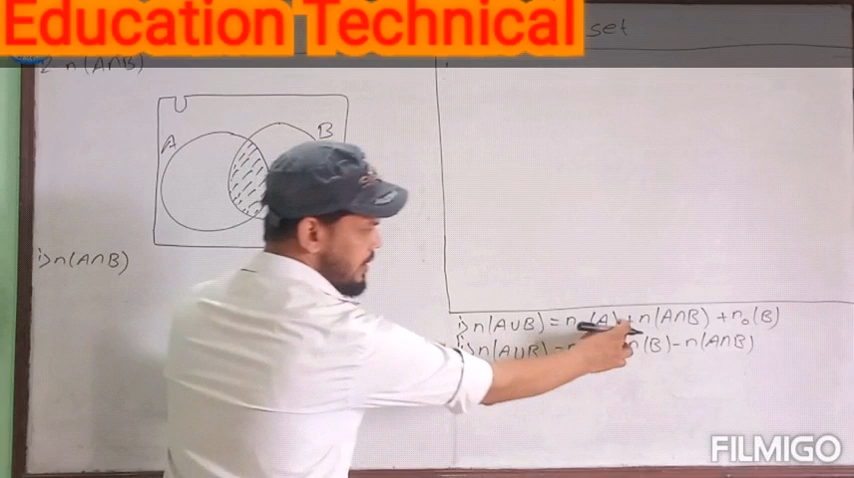 Education Technical
set
2 n(A∩B)
U
A
B
i>n(A∩B)
i>n(A∪B) = n₀(A) + n(A∩B) + n₀(B)
n(A∪B) = n(B) - n(A∩B)
FILMIGO